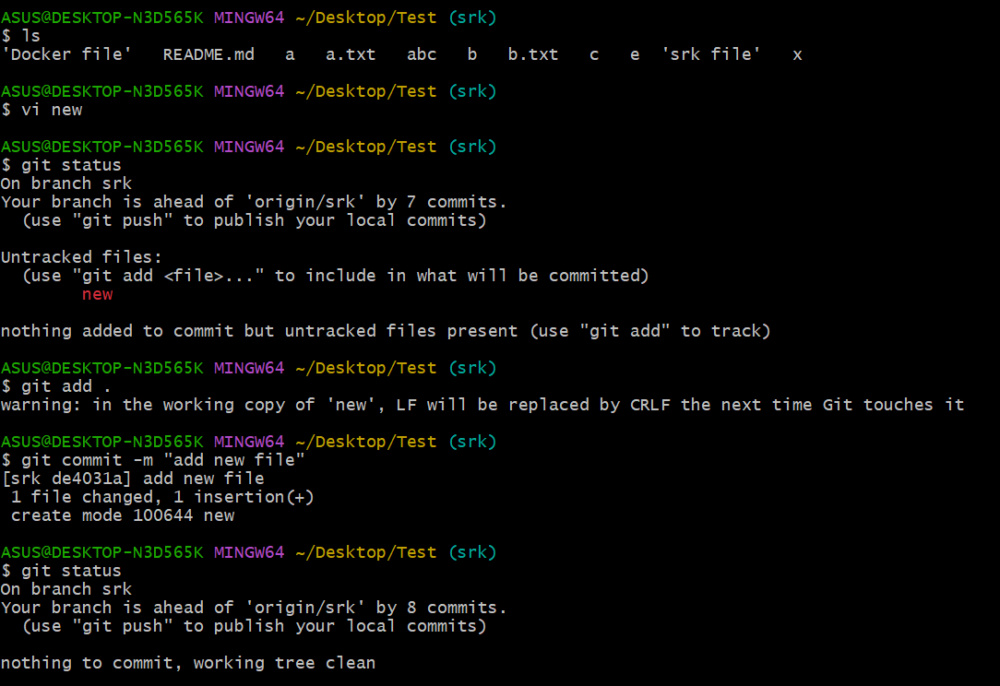 ASUS@DESKTOP-N3D565K MINGW64 ~/Desktop/Test (srk)
$ ls
'Docker file'   README.md   a   a.txt   abc   b   b.txt   c   e  'srk file'   x

ASUS@DESKTOP-N3D565K MINGW64 ~/Desktop/Test (srk)
$ vi new

ASUS@DESKTOP-N3D565K MINGW64 ~/Desktop/Test (srk)
$ git status
On branch srk
Your branch is ahead of 'origin/srk' by 7 commits.
  (use "git push" to publish your local commits)

Untracked files:
  (use "git add <file>..." to include in what will be committed)
        new

nothing added to commit but untracked files present (use "git add" to track)

ASUS@DESKTOP-N3D565K MINGW64 ~/Desktop/Test (srk)
$ git add .
warning: in the working copy of 'new', LF will be replaced by CRLF the next time Git touches it

ASUS@DESKTOP-N3D565K MINGW64 ~/Desktop/Test (srk)
$ git commit -m "add new file"
[srk de4031a] add new file
 1 file changed, 1 insertion(+)
 create mode 100644 new

ASUS@DESKTOP-N3D565K MINGW64 ~/Desktop/Test (srk)
$ git status
On branch srk
Your branch is ahead of 'origin/srk' by 8 commits.
  (use "git push" to publish your local commits)

nothing to commit, working tree clean